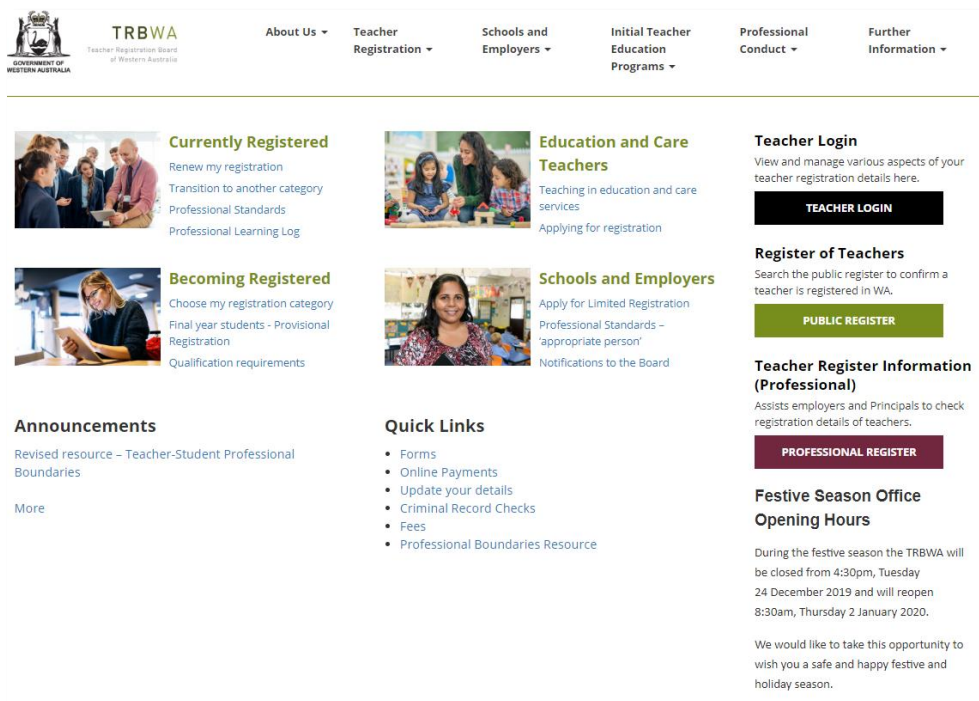 GOVERNMENT OF
WESTERN AUSTRALIA
TRBWA
Teacher Registration Board
of Western Australia
About Us
Teacher
Registration
Schools and
Employers
Initial Teacher
Education
Programs
Professional
Conduct
Further
Information
Currently Registered
Renew my registration
Transition to another category
Professional Standards
Professional Learning Log
Education and Care
Teachers
Teaching in education and care
services
Applying for registration
Becoming Registered
Choose my registration category
Final year students - Provisional
Registration
Qualification requirements
Schools and Employers
Apply for Limited Registration
Professional Standards –
‘appropriate person’
Notifications to the Board
Announcements
Revised resource – Teacher-Student Professional
Boundaries
More
Quick Links
• Forms
• Online Payments
• Update your details
• Criminal Record Checks
• Fees
• Professional Boundaries Resource
Teacher Login
View and manage various aspects of your
teacher registration details here.
TEACHER LOGIN
Register of Teachers
Search the public register to confirm a
teacher is registered in WA.
PUBLIC REGISTER
Teacher Register Information
(Professional)
Assists employers and Principals to check
registration details of teachers.
PROFESSIONAL REGISTER
Festive Season Office
Opening Hours
During the festive season the TRBWA will
be closed from 4:30pm, Tuesday
24 December 2019 and will reopen
8:30am, Thursday 2 January 2020.
We would like to take this opportunity to
wish you a safe and happy festive and
holiday season.